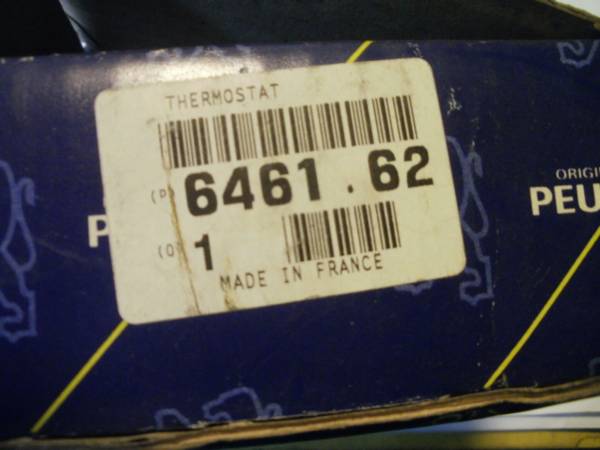 THERMOSTAT
(P) 6461.62
(Q) 1
MADE IN FRANCE
P
ORIGI
PEU